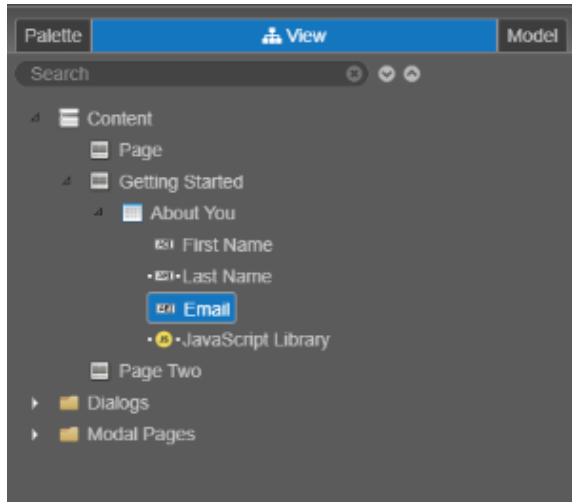 Palette View Model
Search
Content
Page
Getting Started
About You
First Name
Last Name
Email
JavaScript Library
Page Two
Dialogs
Modal Pages